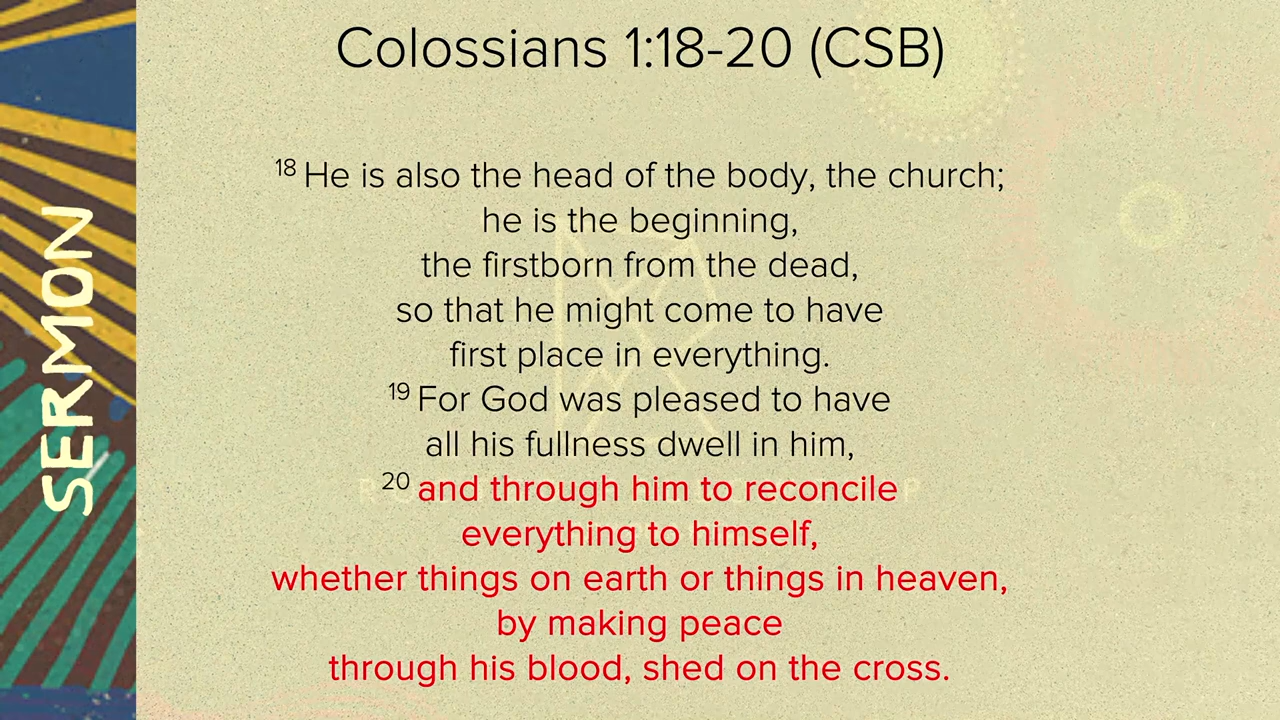 Colossians 1:18-20 (CSB)
18 He is also the head of the body, the church;
he is the beginning,
the firstborn from the dead,
so that he might come to have
first place in everything.
19 For God was pleased to have
all his fullness dwell in him,
20 and through him to reconcile
everything to himself,
whether things on earth or things in heaven,
by making peace
through his blood, shed on the cross.
SERMON